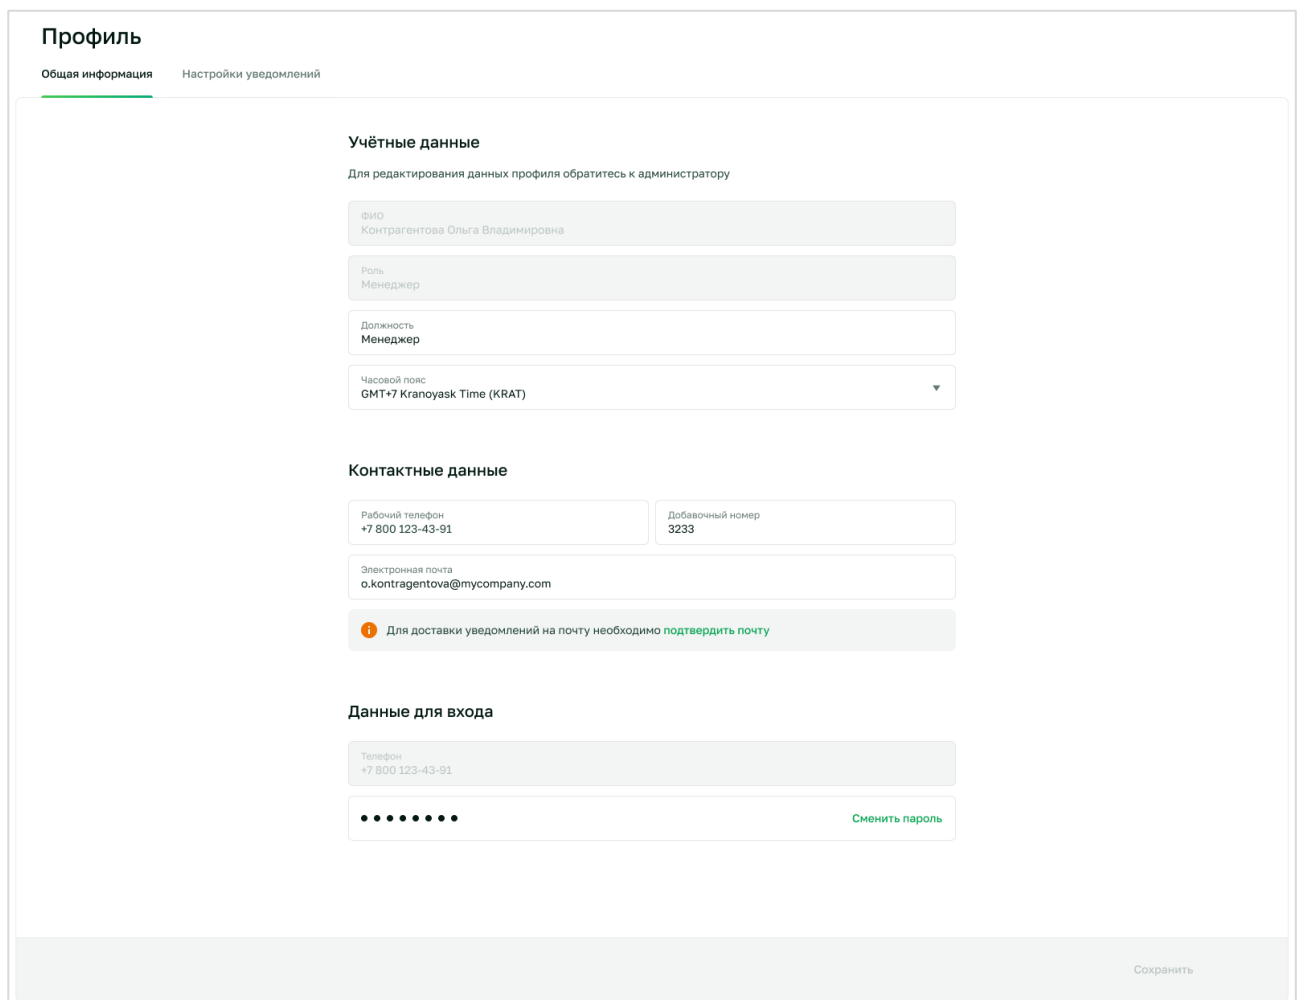 Профиль
Общая информация Настройки уведомлений
Учётные данные
Для редактирования данных профиля обратитесь к администратору
ФИО
Контрагентова Ольга Владимировна
Роль
Менеджер
Должность
Менеджер
Часовой пояс
GMT+7 Kranoyask Time (KRAT)
Контактные данные
Рабочий телефон
+7 800 123-43-91
Добавочный номер
3233
Электронная почта
o.kontragentova@mycompany.com
Для доставки уведомлений на почту необходимо подтвердить почту
Данные для входа
Телефон
+7 800 123-43-91
Сменить пароль
Сохранить